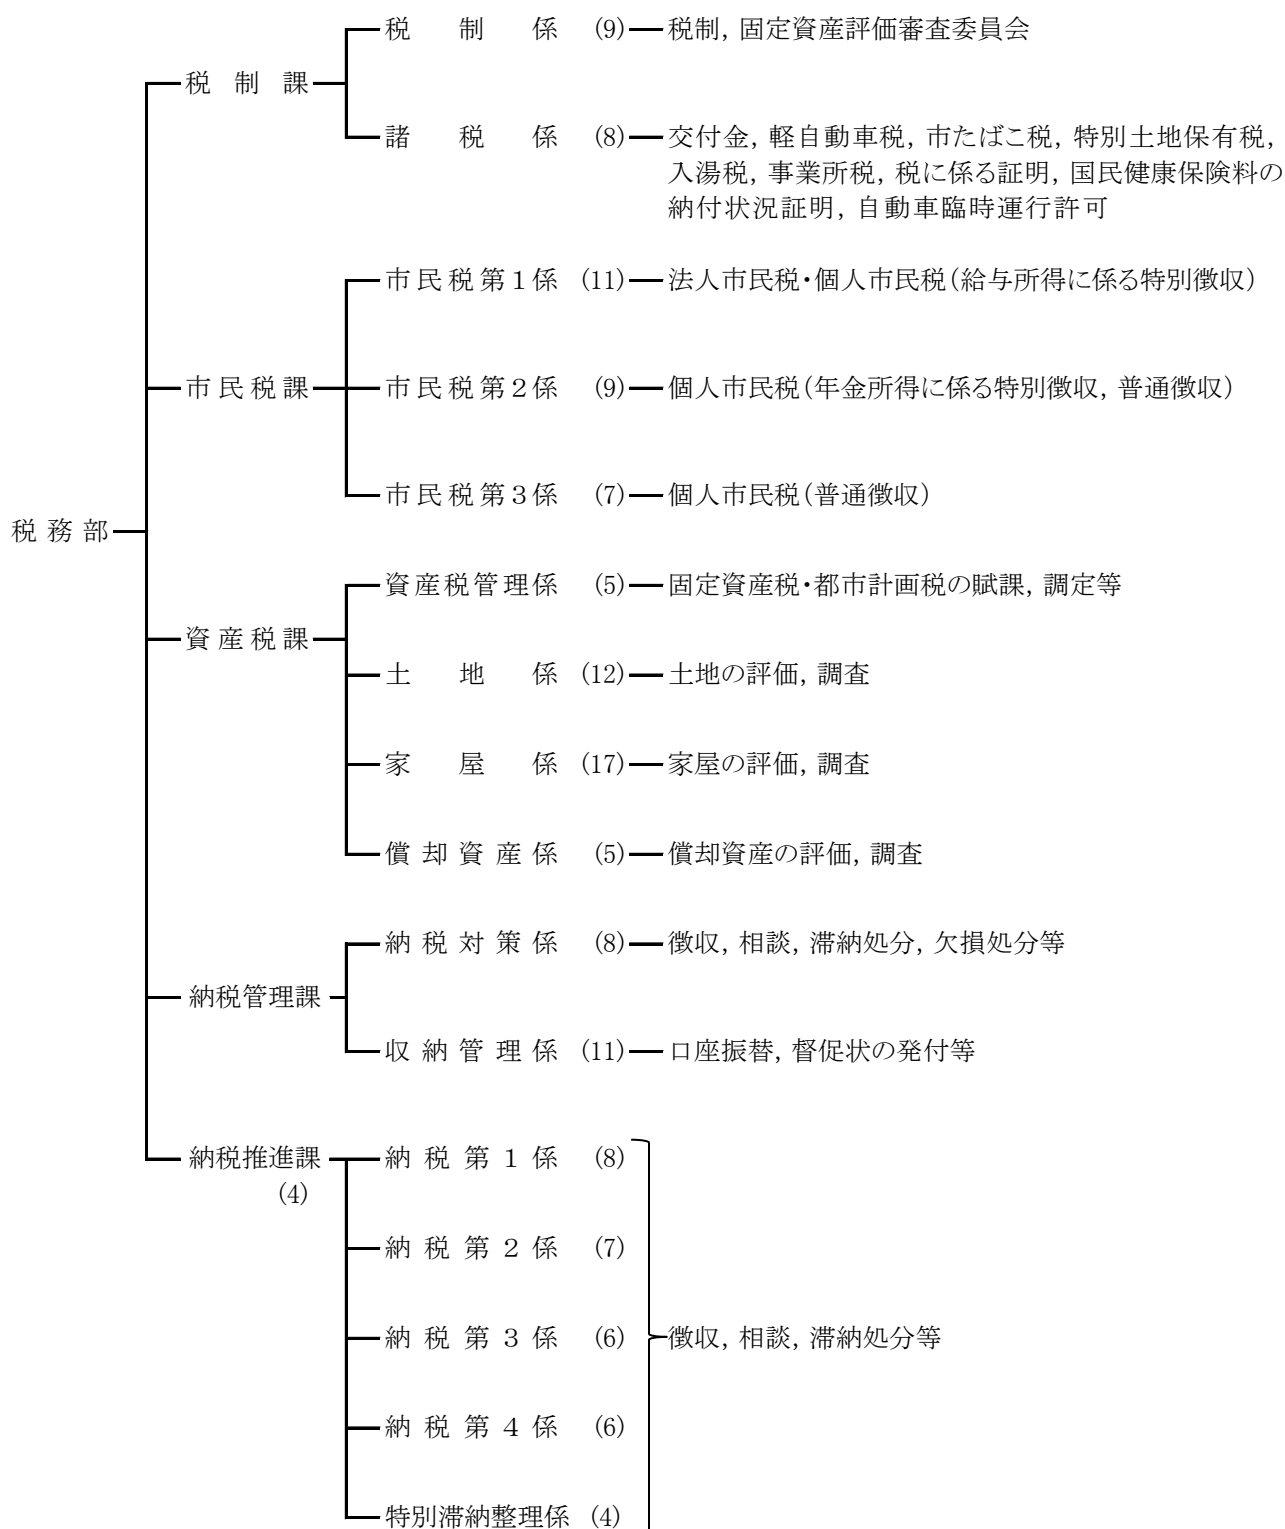 税制係 (9) 税制, 固定資産評価審査委員会
税制課
諸税係 (8) 交付金, 軽自動車税, 市たばこ税, 特別土地保有税,
入湯税, 事業所税, 税に係る証明, 国民健康保険料の
納付状況証明, 自動車臨時運行許可
市民税第1係 (11) 法人市民税・個人市民税(給与所得に係る特別徴収)
市民税課 市民税第2係 (9) 個人市民税(年金所得に係る特別徴収, 普通徴収)
市民税第3係 (7) 個人市民税(普通徴収)
税務部
資産税管理係 (5) 固定資産税・都市計画税の賦課, 調定等
資産税課
土地係 (12) 土地の評価, 調査
家屋係 (17) 家屋の評価, 調査
償却資産係 (5) 償却資産の評価, 調査
納税対策係 (8) 徴収, 相談, 滞納処分, 欠損処分等
納税管理課
収納管理係 (11) 口座振替, 督促状の発付等
納税推進課 納税第1係 (8)
(4)
納税第2係 (7)
納税第3係 (6) 徴収, 相談, 滞納処分等
納税第4係 (6)
特別滞納整理係 (4)